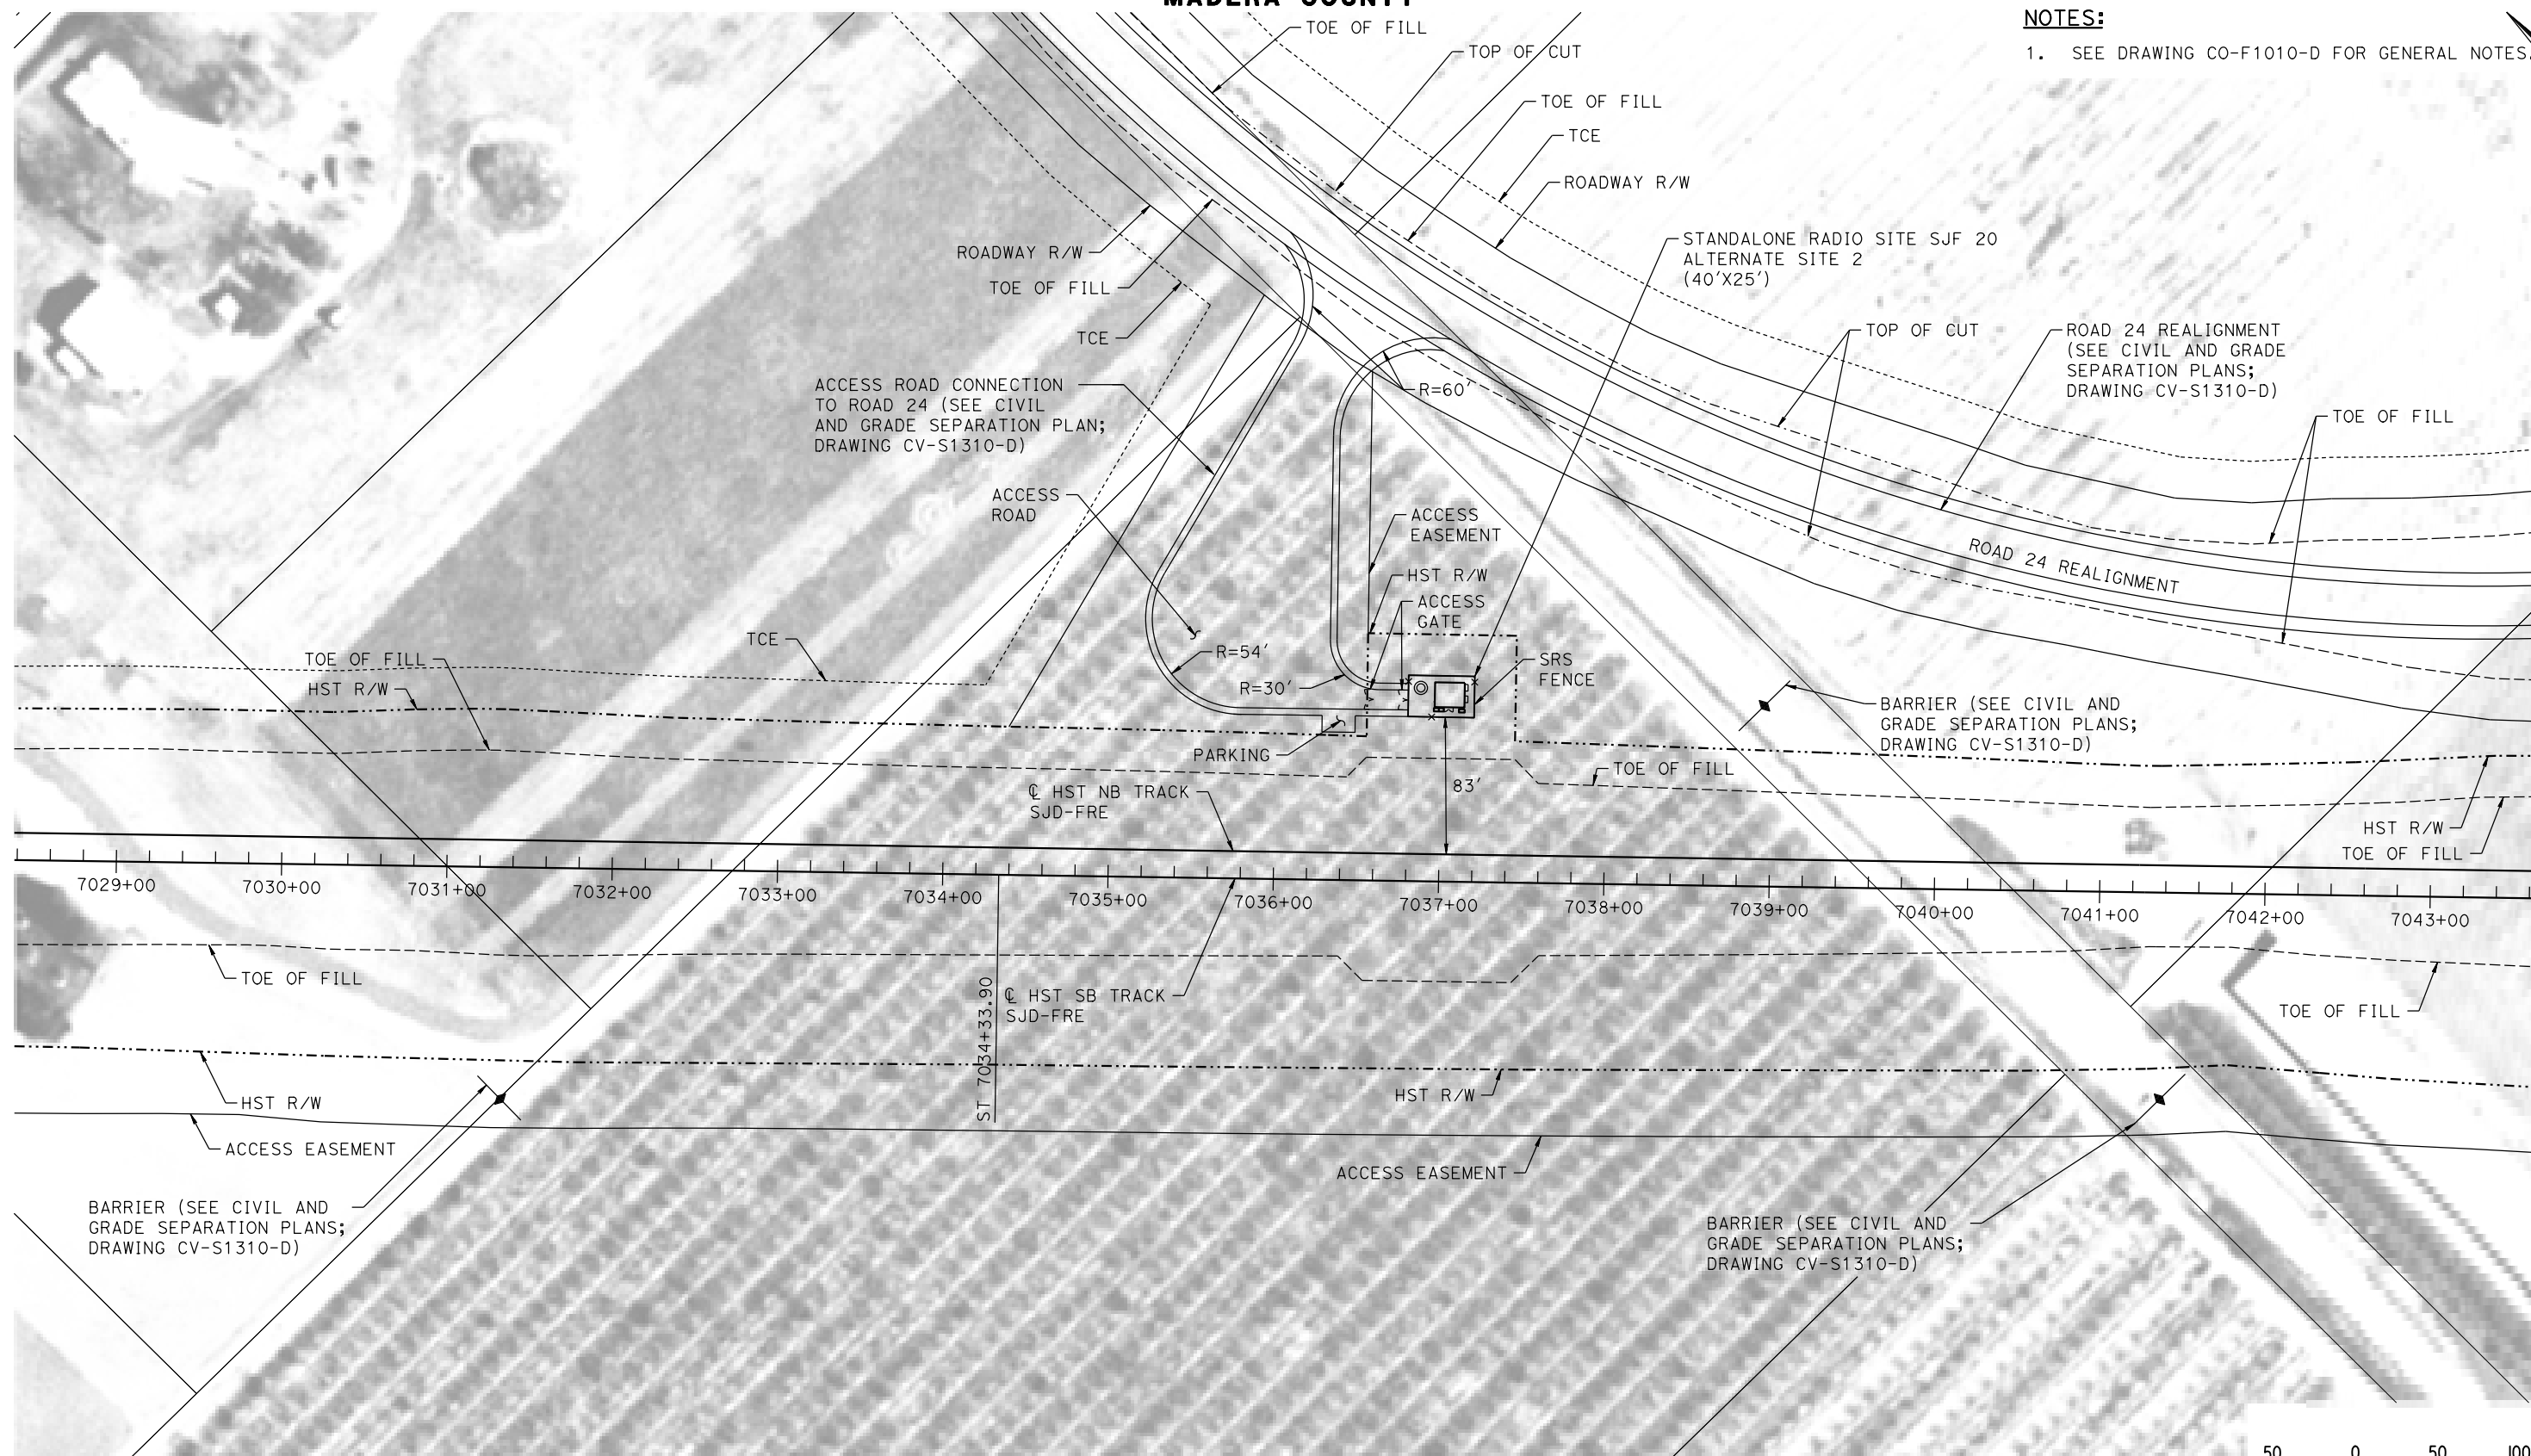 MADERA COUNTY
NOTES:
1. SEE DRAWING CO-F1010-D FOR GENERAL NOTES.
TOE OF FILL
TOP OF CUT
TOE OF FILL
TCE
ROADWAY R/W
STANDALONE RADIO SITE SJF 20
ALTERNATE SITE 2
(40'X25')
ROADWAY R/W
TOE OF FILL
TCE
TOP OF CUT
ROAD 24 REALIGNMENT
(SEE CIVIL AND GRADE
SEPARATION PLANS;
DRAWING CV-S1310-D)
TOE OF FILL
ACCESS ROAD CONNECTION
TO ROAD 24 (SEE CIVIL
AND GRADE SEPARATION PLAN;
DRAWING CV-S1310-D)
R=60'
ACCESS
ROAD
ACCESS
EASEMENT
HST R/W
ACCESS
GATE
ROAD 24 REALIGNMENT
TCE
TOE OF FILL
HST R/W
R=54'
R=30'
SRS
FENCE
BARRIER (SEE CIVIL AND
GRADE SEPARATION PLANS;
DRAWING CV-S1310-D)
PARKING
TOE OF FILL
83'
℄ HST NB TRACK
SJD-FRE
HST R/W
TOE OF FILL
7029+00
7030+00
7031+00
7032+00
7033+00
7034+00
7035+00
7036+00
7037+00
7038+00
7039+00
7040+00
7041+00
7042+00
7043+00
TOE OF FILL
ST 7034+33.90
℄ HST SB TRACK
SJD-FRE
TOE OF FILL
HST R/W
HST R/W
ACCESS EASEMENT
ACCESS EASEMENT
BARRIER (SEE CIVIL AND
GRADE SEPARATION PLANS;
DRAWING CV-S1310-D)
BARRIER (SEE CIVIL AND
GRADE SEPARATION PLANS;
DRAWING CV-S1310-D)
50 0 50 100